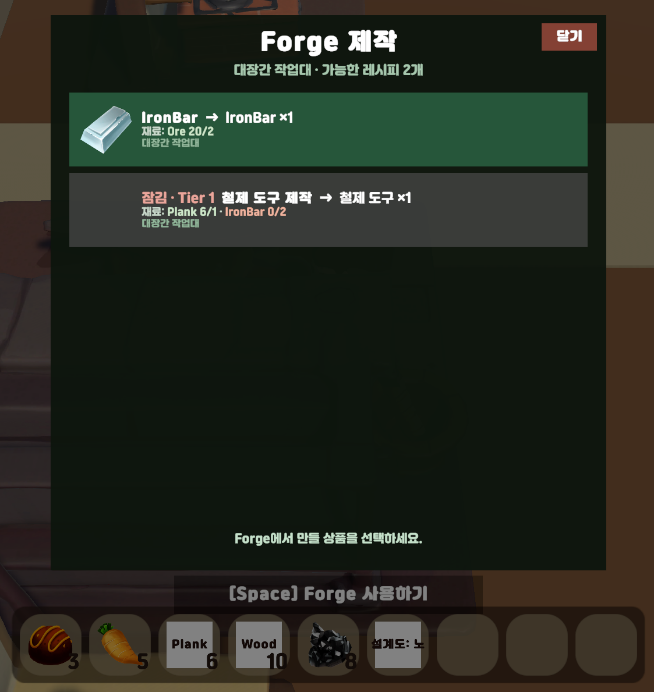 Forge 제작
닫기
대장간 작업대 · 가능한 레시피 2개
IronBar → IronBar ×1
재료: Ore 20/2
대장간 작업대
잠김 · Tier 1 철제 도구 제작 → 철제 도구 ×1
재료: Plank 6/1 · IronBar 0/2
대장간 작업대
Forge에서 만들 상품을 선택하세요.
[Space] Forge 사용하기
3
5
Plank
6
Wood
10
8
설계도: 노